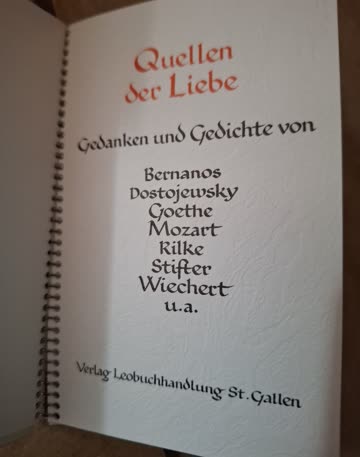 Quellen
der Liebe
Gedanken und Gedichte von
Bernanos
Dostojewsky
Goethe
Mozart
Rilke
Stifter
Wiechert
u.a.
Verlag Leobuchhandlung St. Gallen